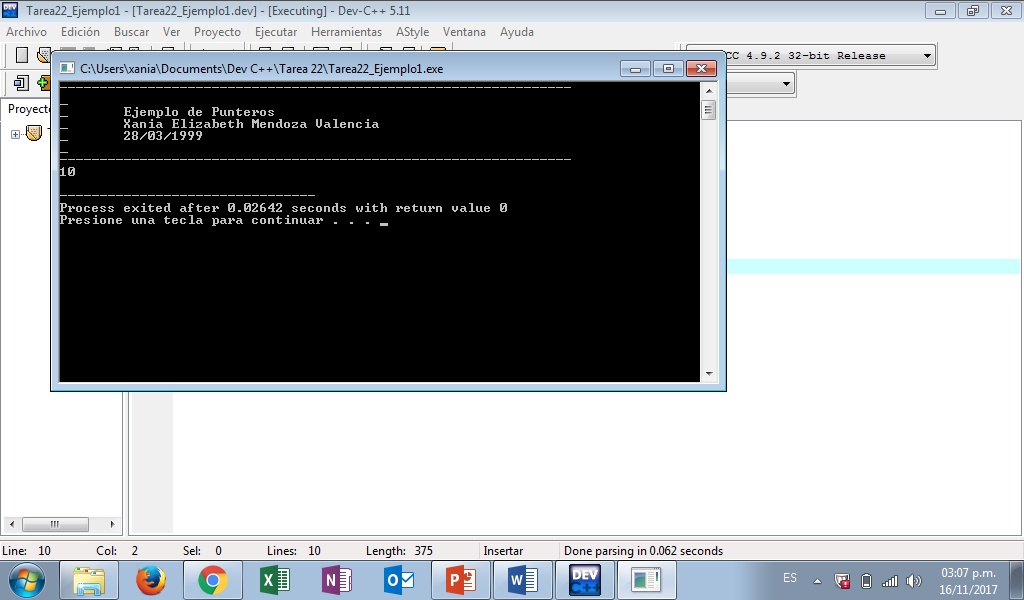 Tarea22_Ejemplo1 - [Tarea22_Ejemplo1.dev] - [Executing] - Dev-C++ 5.11
Archivo Edición Buscar Ver Proyecto Ejecutar Herramientas AStyle Ventana Ayuda
CC 4.9.2 32-bit Release
C:\Users\xania\Documents\Dev C++\Tarea 22\Tarea22_Ejemplo1.exe
Proyecto
Ejemplo de Punteros
Xania Elizabeth Mendoza Valencia
28/03/1999
10
Process exited after 0.02642 seconds with return value 0
Presione una tecla para continuar . . . _
Line: 10 Col: 2 Sel: 0 Lines: 10 Length: 375 Insertar Done parsing in 0.062 seconds
DEV C++
ES
03:07 p.m.
16/11/2017